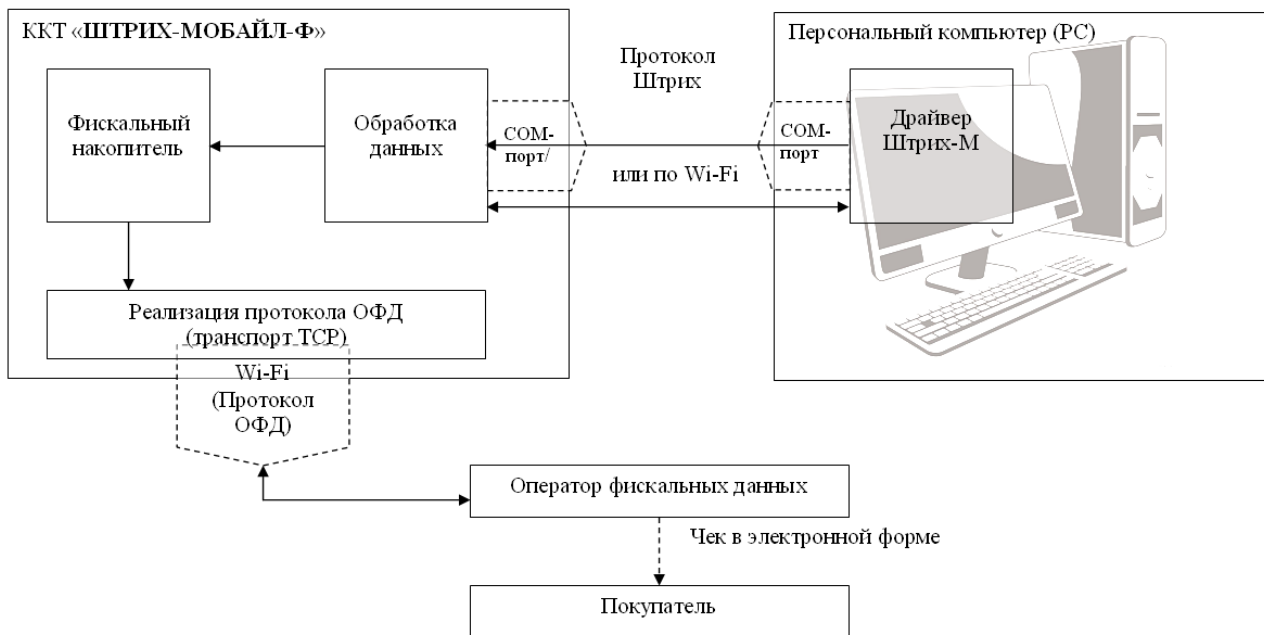 ККТ «ШТРИХ-МОБАЙЛ-Ф»
Фискальный
накопитель
Обработка
данных
COM-
порт/
Протокол
Штрих
или по Wi-Fi
Персональный компьютер (PC)
COM-
порт
Драйвер
Штрих-М
Реализация протокола ОФД
(транспорт TCP)
Wi-Fi
(Протокол
ОФД)
Оператор фискальных данных
Чек в электронной форме
Покупатель